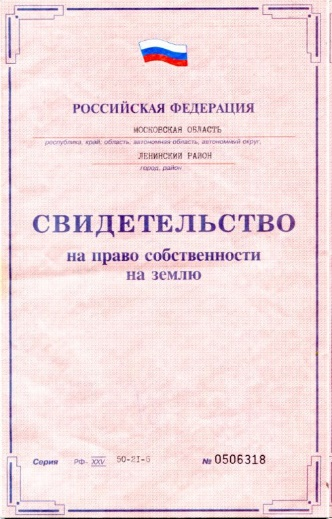 РОССИЙСКАЯ ФЕДЕРАЦИЯ
МОСКОВСКАЯ ОБЛАСТЬ
республика, край, область, автономная область, автономный округ,
ЛЕНИНСКИЙ РАЙОН
город, район
СВИДЕТЕЛЬСТВО
на право собственности
на землю
Серия РФ- XXV 50-21-6 № 0506318